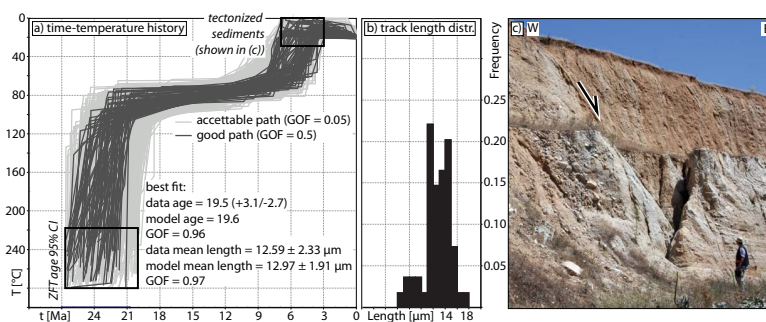 a) time-temperature history
tectonized
sediments
(shown in (c))
0
40
80
120
160
200
240
T [°C]
accettable path (GOF = 0.05)
good path (GOF = 0.5)
best fit:
data age = 19.5 (+3.1/-2.7)
model age = 19.6
GOF = 0.96
data mean length = 12.59 ± 2.33 µm
model mean length = 12.97 ± 1.91 µm
GOF = 0.97
ZFT age 95% CI
t [Ma] 24 21 18 15 12 9 6 3 0
b) track length distr.
Frequency
0.25
0.20
0.15
0.10
0.05
Length [µm] 14 18
c) W